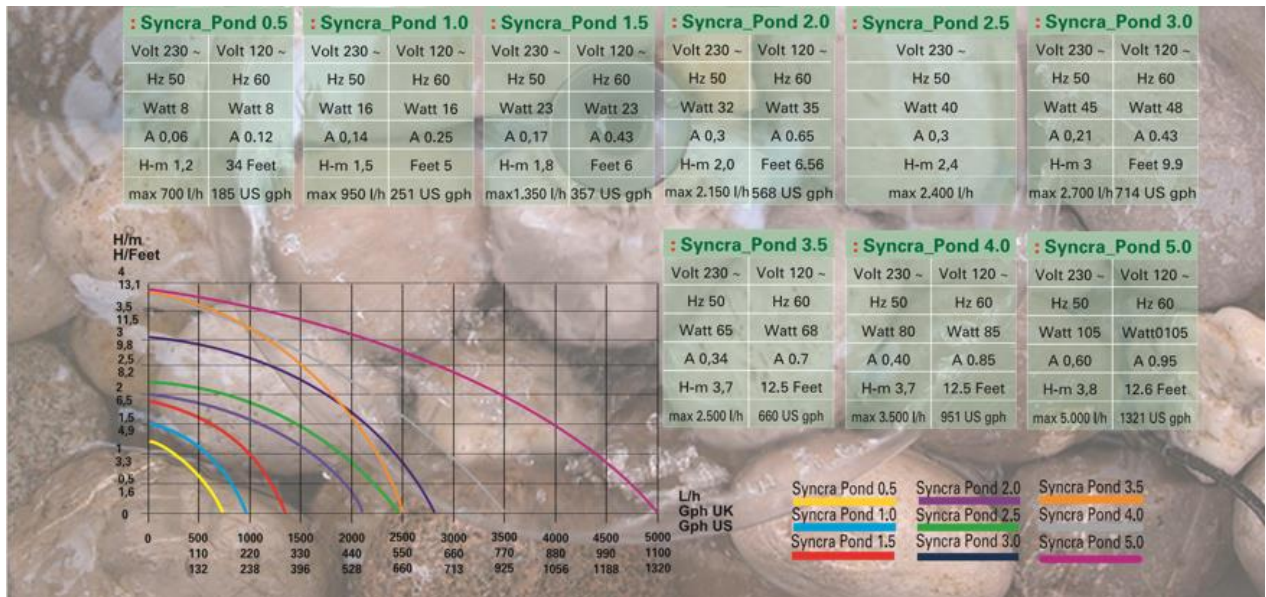 : Syncra_Pond 0.5 : Syncra_Pond 1.0 : Syncra_Pond 1.5 : Syncra_Pond 2.0 : Syncra_Pond 2.5 : Syncra_Pond 3.0
Volt 230 ~ Volt 120 ~ Volt 230 ~ Volt 120 ~ Volt 230 ~ Volt 120 ~ Volt 230 ~ Volt 120 ~ Volt 230 ~ Volt 230 ~ Volt 120 ~
Hz 50 Hz 60 Hz 50 Hz 60 Hz 50 Hz 60 Hz 50 Hz 60 Hz 50 Hz 50 Hz 60
Watt 8 Watt 8 Watt 16 Watt 16 Watt 23 Watt 23 Watt 32 Watt 35 Watt 40 Watt 45 Watt 48
A 0,06 A 0.12 A 0,14 A 0.25 A 0,17 A 0.43 A 0,3 A 0.65 A 0,3 A 0,21 A 0.43
H-m 1,2 34 Feet H-m 1,5 Feet 5 H-m 1,8 Feet 6 H-m 2,0 Feet 6.56 H-m 2,4 H-m 3 Feet 9.9
max 700 l/h 185 US gph max 950 l/h 251 US gph max1.350 l/h 357 US gph max 2.150 l/h 568 US gph max 2.400 l/h max 2.700 l/h 714 US gph
: Syncra_Pond 3.5 : Syncra_Pond 4.0 : Syncra_Pond 5.0
Volt 230 ~ Volt 120 ~ Volt 230 ~ Volt 120 ~ Volt 230 ~ Volt 120 ~
Hz 50 Hz 60 Hz 50 Hz 60 Hz 50 Hz 60
Watt 65 Watt 68 Watt 80 Watt 85 Watt 105 Watt0105
A 0,34 A 0.7 A 0,40 A 0.85 A 0,60 A 0.95
H-m 3,7 12.5 Feet H-m 3,7 12.5 Feet H-m 3,8 12.6 Feet
max 2.500 l/h 660 US gph max 3.500 l/h 951 US gph max 5.000 l/h 1321 US gph
H/m
H/Feet
4
13,1
3,5
11,5
3
9,8
2,5
8,2
2
6,5
1,5
4,9
1
3,3
0,5
1,6
0
0 500 1000 1500 2000 2500 3000 3500 4000 4500 5000
110 220 330 440 550 660 770 880 990 1100
132 238 396 528 660 713 925 1056 1188 1320
L/h
Gph UK
Gph US
Syncra Pond 0.5 Syncra Pond 2.0 Syncra Pond 3.5
Syncra Pond 1.0 Syncra Pond 2.5 Syncra Pond 4.0
Syncra Pond 1.5 Syncra Pond 3.0 Syncra Pond 5.0